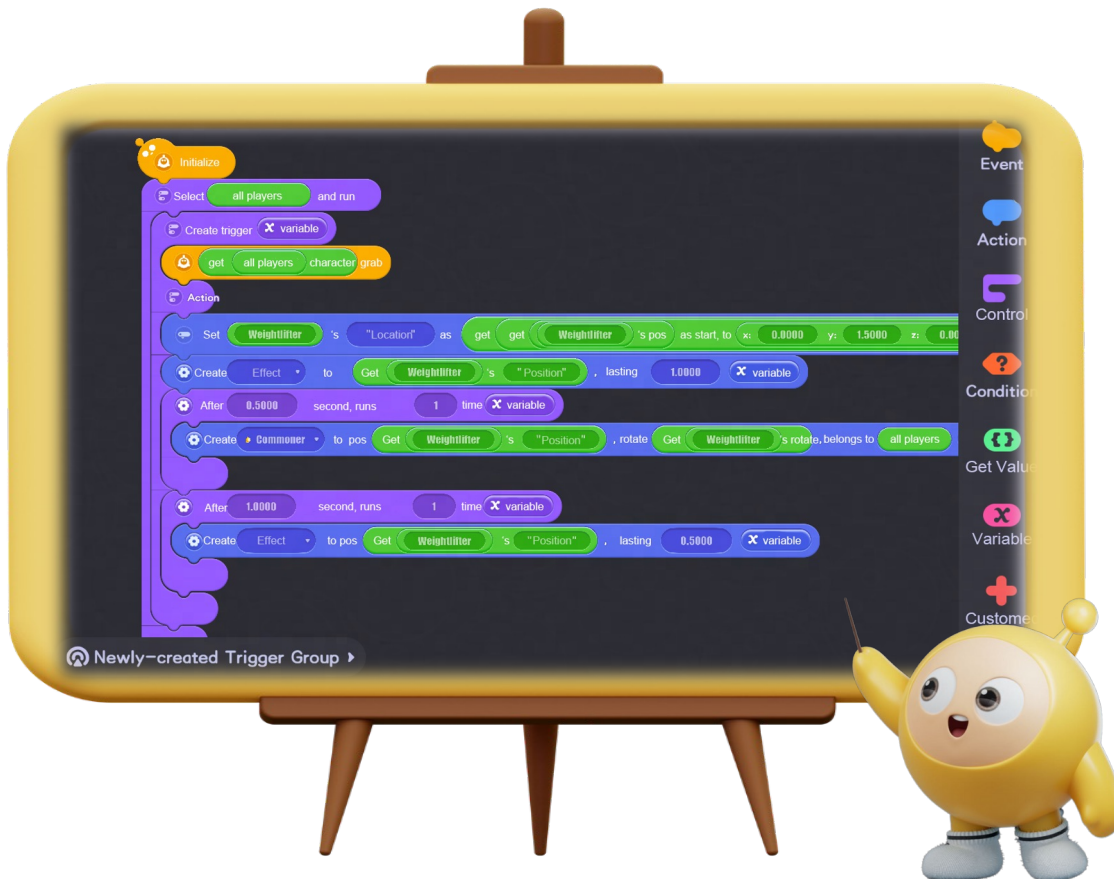 Initialize
Select all players and run
Create trigger x variable
get all players character grab
Action
Set Weightlifter 's "Location" as get get Weightlifter 's pos as start, to x: 0.0000 y: 1.5000 z: 0.00
Create Effect to Get Weightlifter 's "Position" , lasting 1.0000 x variable
After 0.5000 second, runs 1 time x variable
Create Commoner to pos Get Weightlifter 's "Position" , rotate Get Weightlifter 's rotate, belongs to all players
After 1.0000 second, runs 1 time x variable
Create Effect to pos Get Weightlifter 's "Position" , lasting 0.5000 x variable
Newly-created Trigger Group
Event
Action
Control
Condition
Get Value
x
Variable
Custome